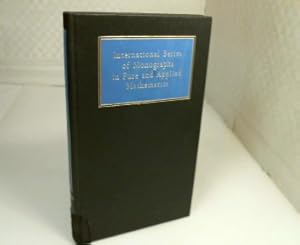 International Series
of Monographs
in Pure and Applied
Mathematics